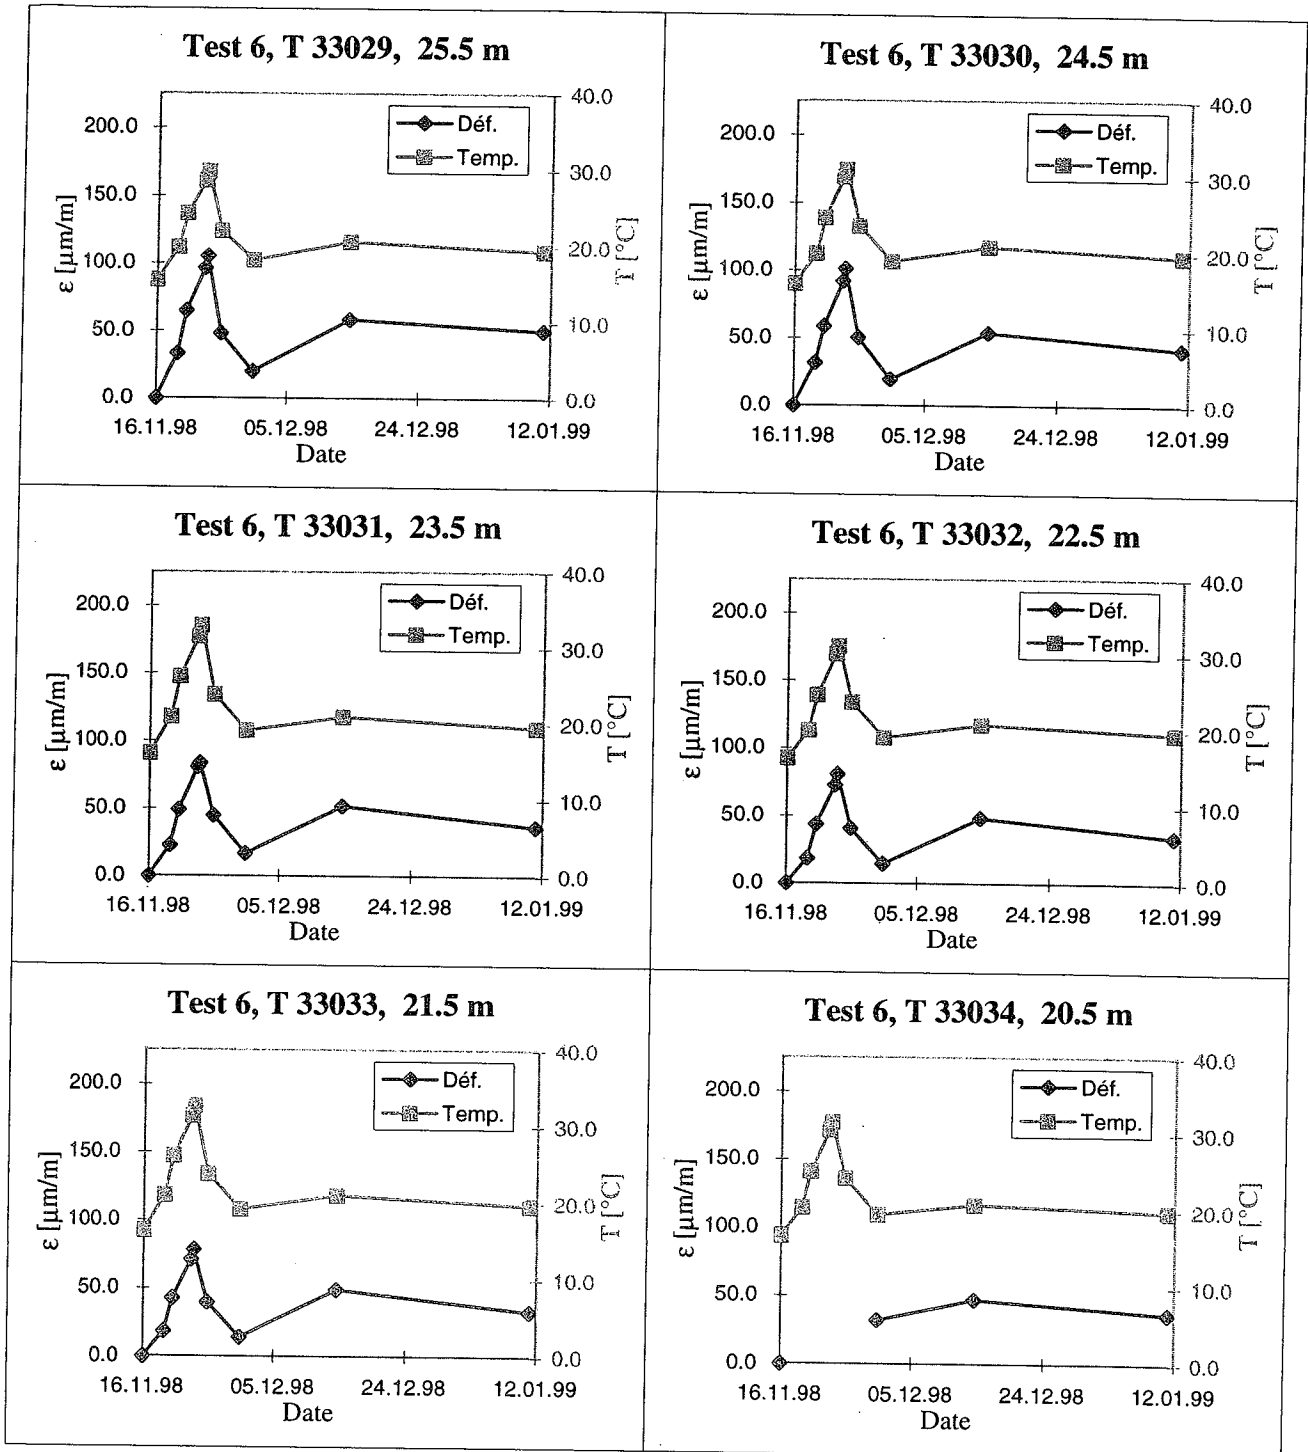 Test 6, T 33029, 25.5 m
ε [µm/m]
200.0
150.0
100.0
50.0
0.0
Déf.
Temp.
40.0
30.0
20.0
10.0
0.0
T [°C]
16.11.98 05.12.98 24.12.98 12.01.99
Date
Test 6, T 33030, 24.5 m
ε [µm/m]
200.0
150.0
100.0
50.0
0.0
Déf.
Temp.
40.0
30.0
20.0
10.0
0.0
T [°C]
16.11.98 05.12.98 24.12.98 12.01.99
Date
Test 6, T 33031, 23.5 m
ε [µm/m]
200.0
150.0
100.0
50.0
0.0
Déf.
Temp.
40.0
30.0
20.0
10.0
0.0
T [°C]
16.11.98 05.12.98 24.12.98 12.01.99
Date
Test 6, T 33032, 22.5 m
ε [µm/m]
200.0
150.0
100.0
50.0
0.0
Déf.
Temp.
40.0
30.0
20.0
10.0
0.0
T [°C]
16.11.98 05.12.98 24.12.98 12.01.99
Date
Test 6, T 33033, 21.5 m
ε [µm/m]
200.0
150.0
100.0
50.0
0.0
Déf.
Temp.
40.0
30.0
20.0
10.0
0.0
T [°C]
16.11.98 05.12.98 24.12.98 12.01.99
Date
Test 6, T 33034, 20.5 m
ε [µm/m]
200.0
150.0
100.0
50.0
0.0
Déf.
Temp.
40.0
30.0
20.0
10.0
0.0
T [°C]
16.11.98 05.12.98 24.12.98 12.01.99
Date